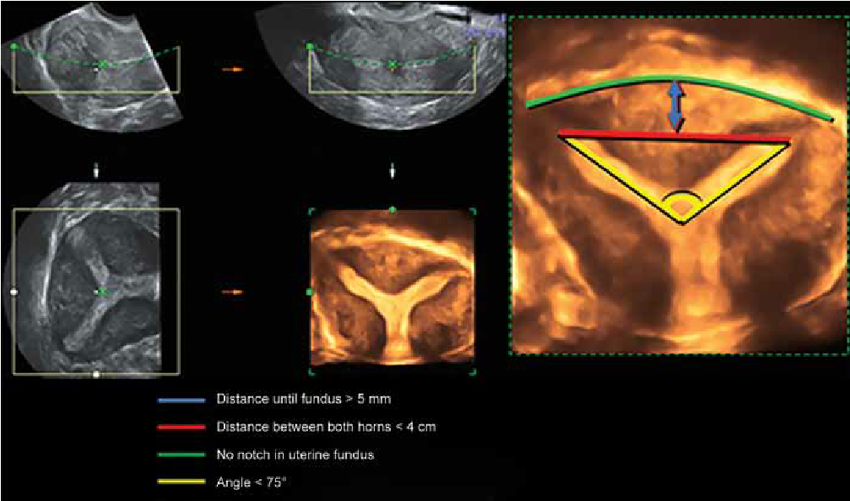 Distance until fundus > 5 mm
Distance between both horns < 4 cm
No notch in uterine fundus
Angle < 75°